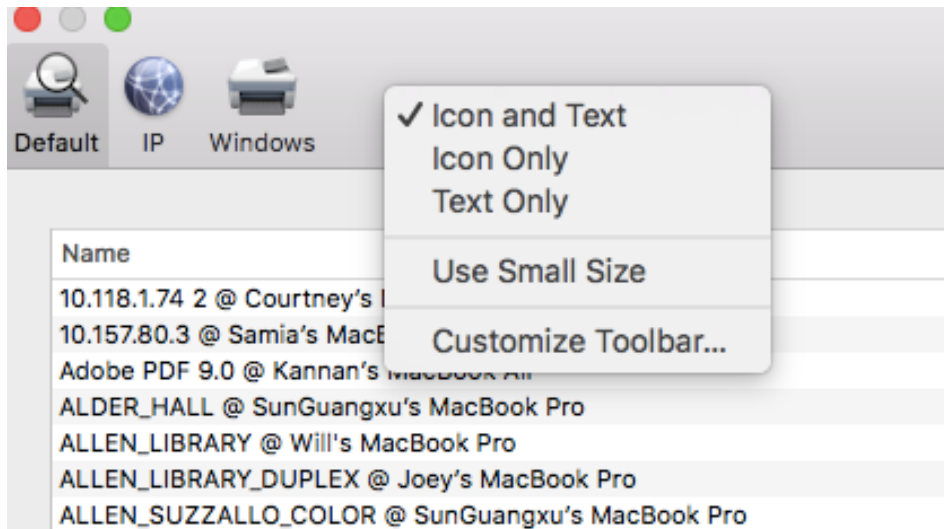 Default IP Windows
✓ Icon and Text
Icon Only
Text Only
Use Small Size
Customize Toolbar...
Name
10.118.1.74 2 @ Courtney's
10.157.80.3 @ Samia's
Adobe PDF 9.0 @ Kannan's MacBook Air
ALDER_HALL @ SunGuangxu's MacBook Pro
ALLEN_LIBRARY @ Will's MacBook Pro
ALLEN_LIBRARY_DUPLEX @ Joey's MacBook Pro
ALLEN_SUZZALLO_COLOR @ SunGuangxu's MacBook Pro